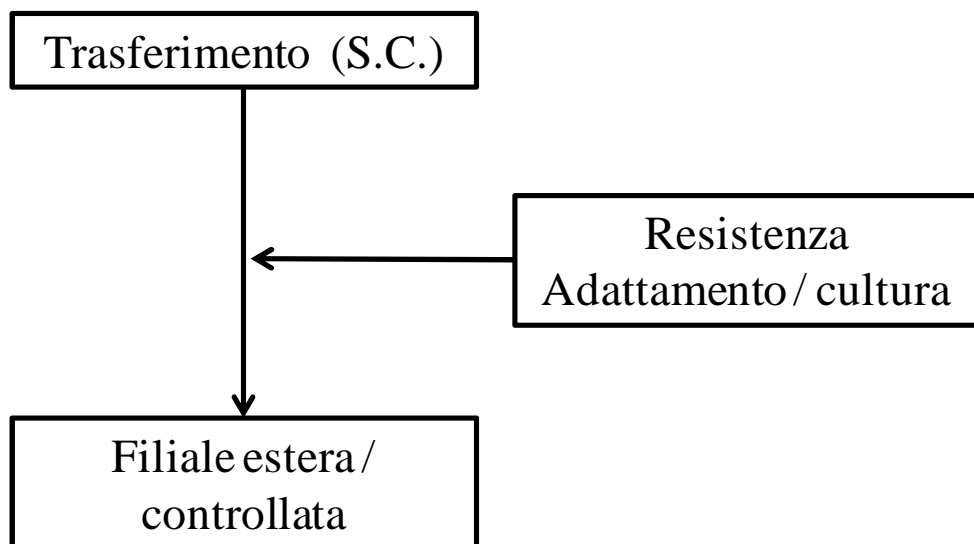 Trasferimento (S.C.)
Resistenza
Adattamento / cultura
Filiale estera /
controllata